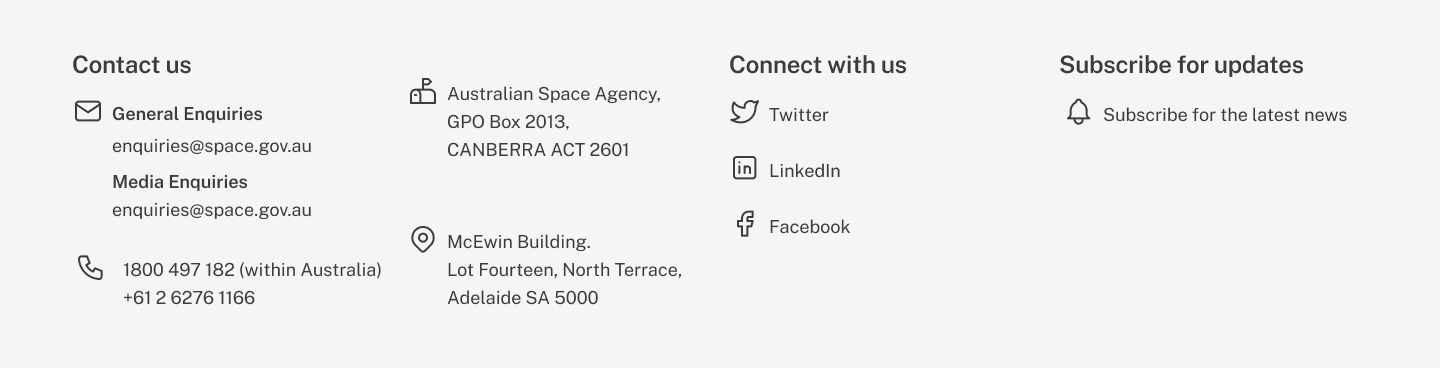 Contact us
General Enquiries
enquiries@space.gov.au
Media Enquiries
enquiries@space.gov.au
1800 497 182 (within Australia)
+61 2 6276 1166
Australian Space Agency,
GPO Box 2013,
CANBERRA ACT 2601
McEwin Building.
Lot Fourteen, North Terrace,
Adelaide SA 5000
Connect with us
Twitter
LinkedIn
Facebook
Subscribe for updates
Subscribe for the latest news